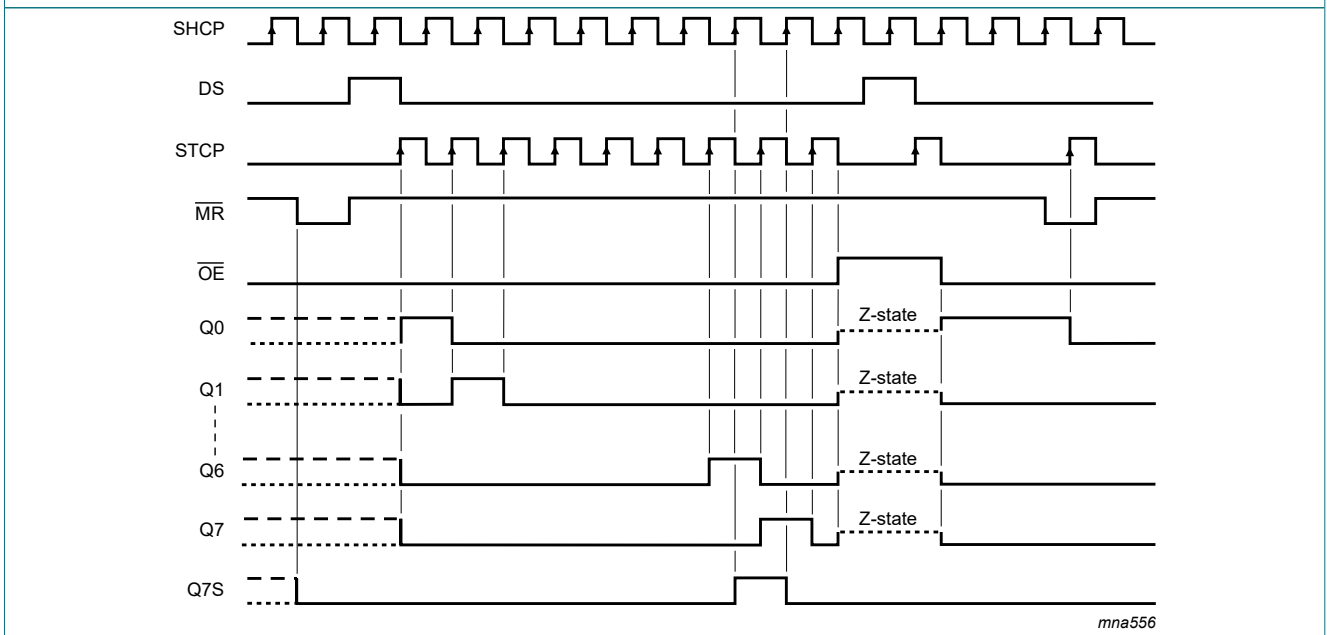 SHCP
DS
STCP
MR
OE
Q0
Z-state
Q1
Z-state
Q6
Z-state
Q7
Z-state
Q7S
mna556